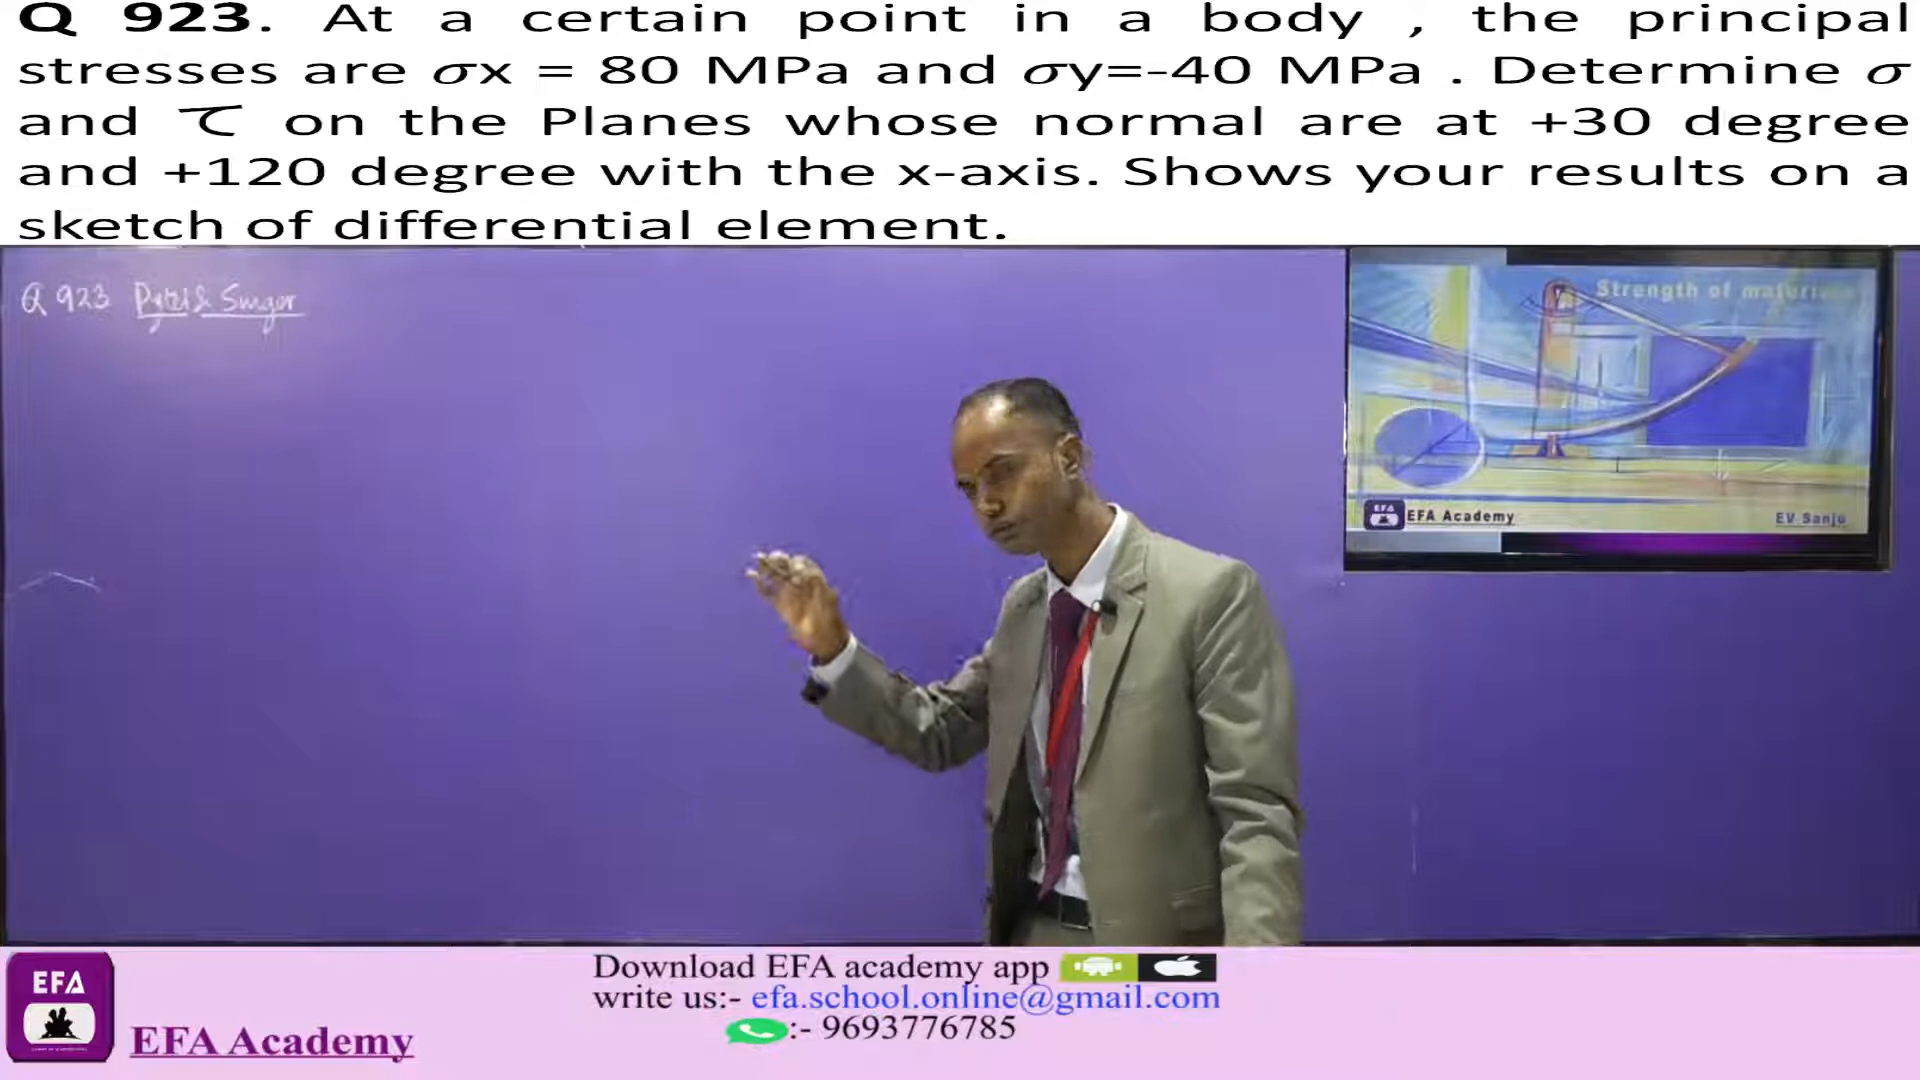 Q 923. At a certain point in a body , the principal
stresses are σx = 80 MPa and σy=-40 MPa . Determine σ
and τ on the Planes whose normal are at +30 degree
and +120 degree with the x-axis. Shows your results on a
sketch of differential element.
Q 923 Pytel & Singer
Strength of materials
EFA
EFA Academy
EV Sanju
Download EFA academy app
write us:- efa.school.online@gmail.com
:- 9693776785
EFA
EFA Academy